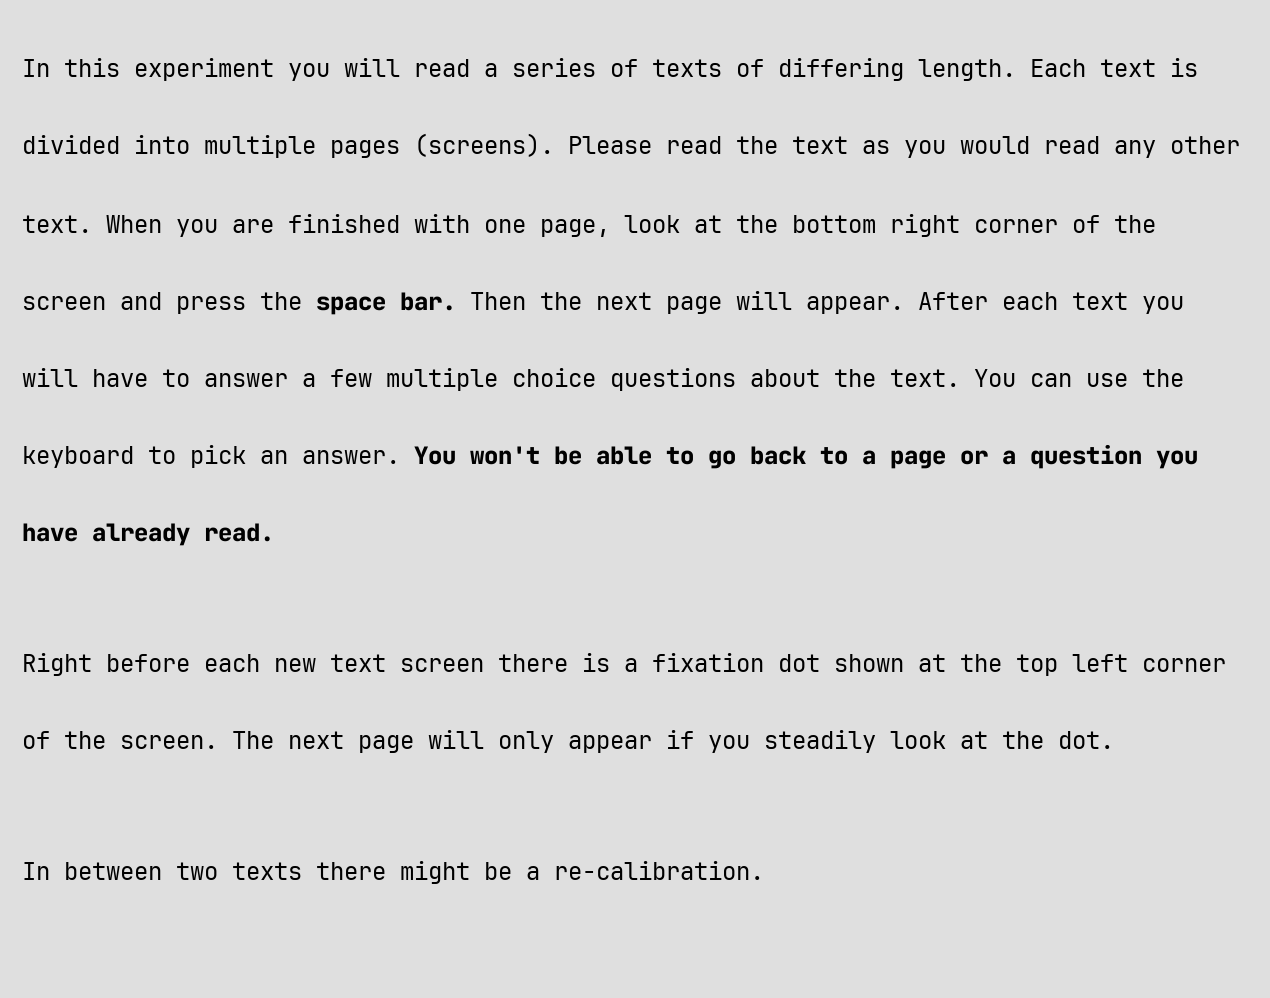 In this experiment you will read a series of texts of differing length. Each text is
divided into multiple pages (screens). Please read the text as you would read any other
text. When you are finished with one page, look at the bottom right corner of the
screen and press the space bar. Then the next page will appear. After each text you
will have to answer a few multiple choice questions about the text. You can use the
keyboard to pick an answer. You won't be able to go back to a page or a question you
have already read.
Right before each new text screen there is a fixation dot shown at the top left corner
of the screen. The next page will only appear if you steadily look at the dot.
In between two texts there might be a re-calibration.